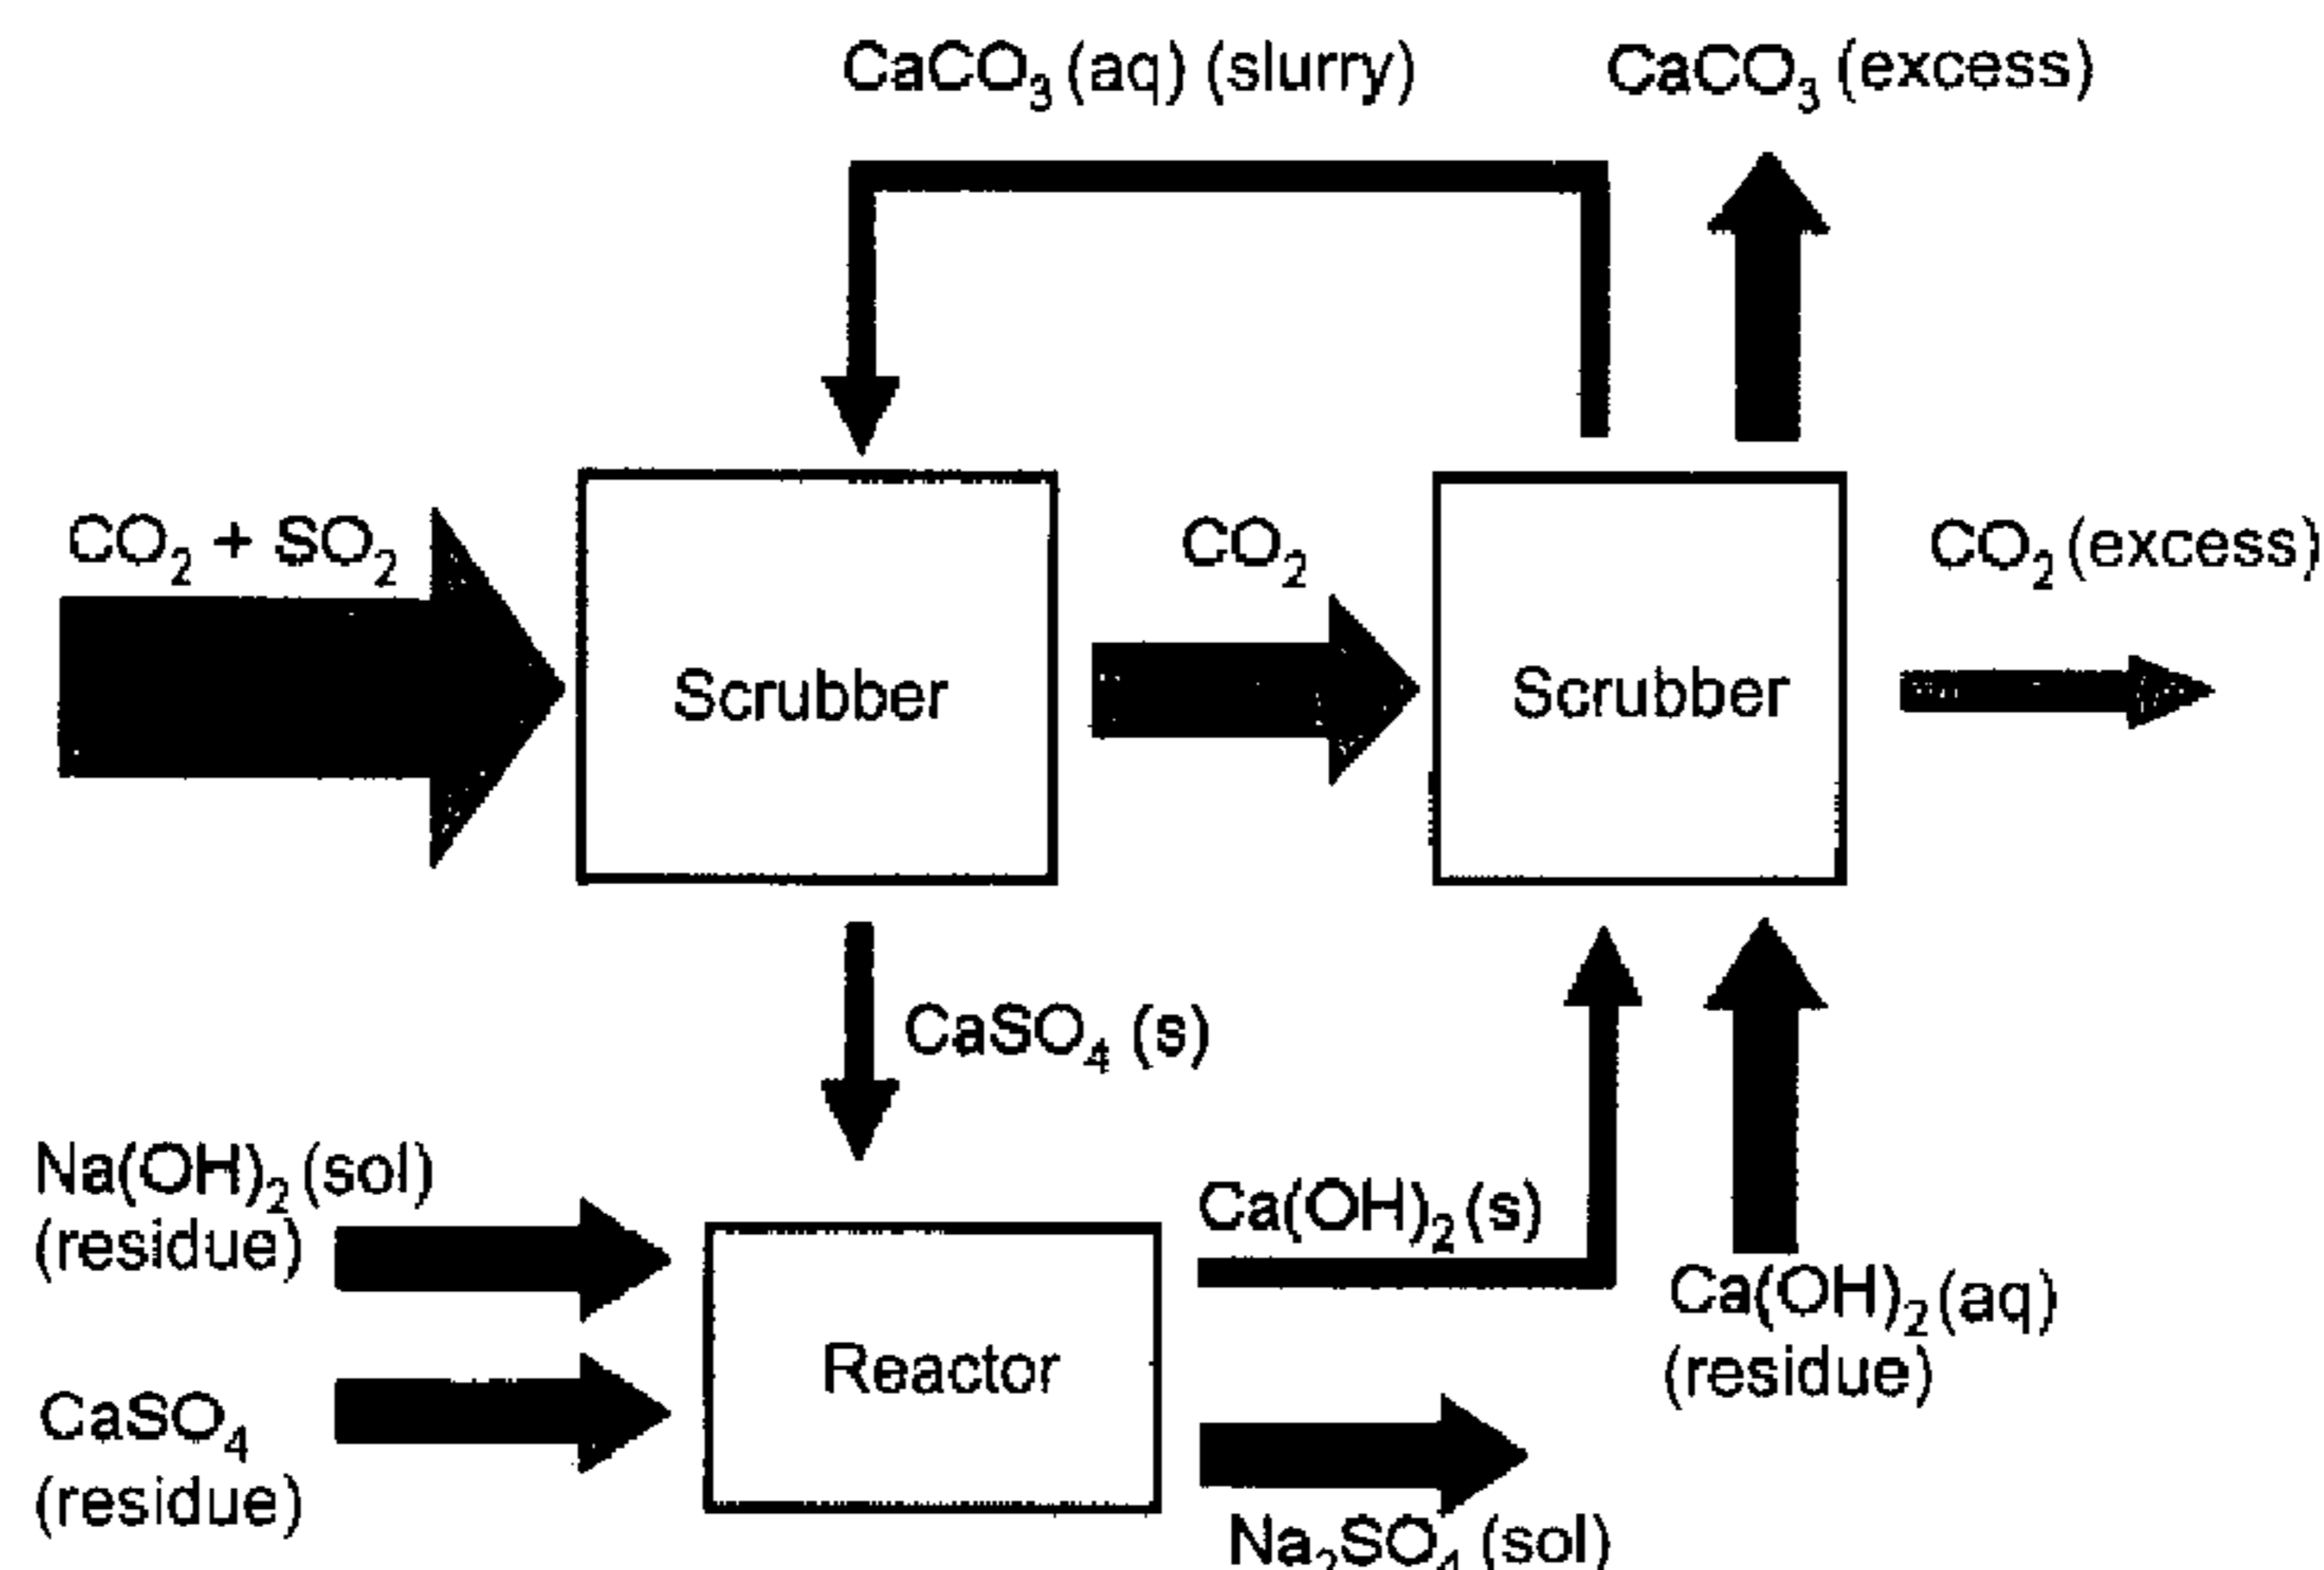 CaCO₃ (aq) (slurry)
CaCO₃ (excess)
CO₂ + SO₂
Scrubber
CO₂
Scrubber
CO₂ (excess)
CaSO₄ (s)
Na(OH)₂ (sol)
(residue)
CaSO₄
(residue)
Reactor
Ca(OH)₂ (s)
Ca(OH)₂ (aq)
(residue)
Na₂SO₄ (sol)